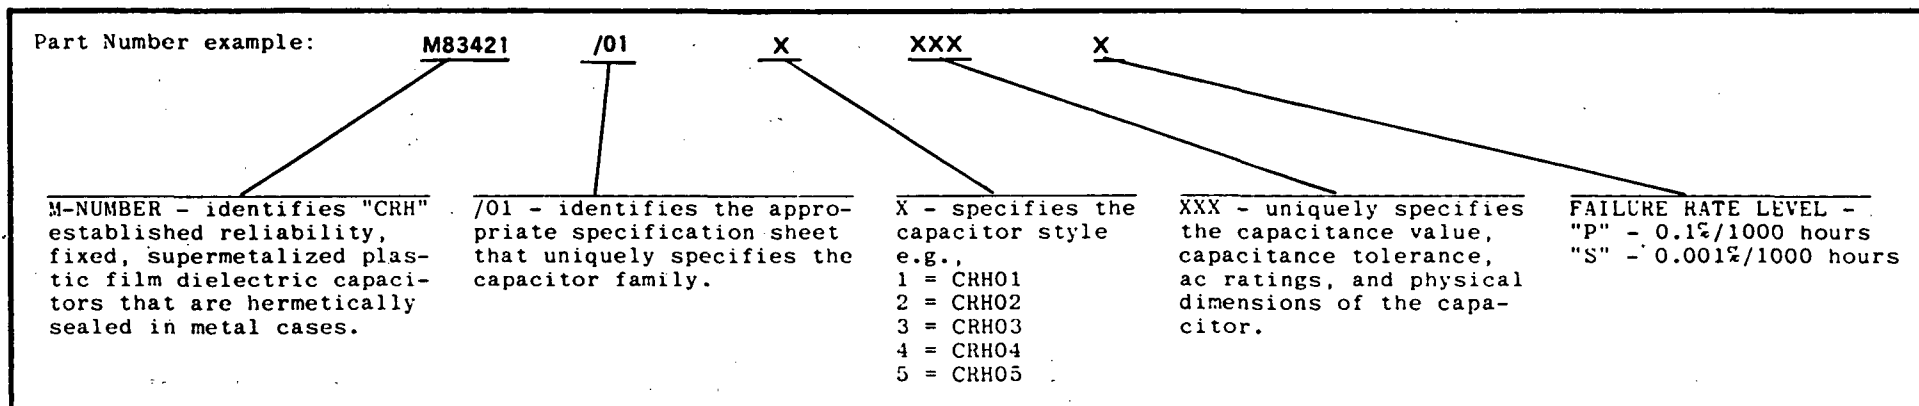 Part Number example: M83421 /01 X XXX X
M-NUMBER - identifies "CRH"
established reliability,
fixed, supermetalized plas-
tic film dielectric capaci-
tors that are hermetically
sealed in metal cases.
/01 - identifies the appro-
priate specification sheet
that uniquely specifies the
capacitor family.
X - specifies the
capacitor style
e.g.,
1 = CRH01
2 = CRH02
3 = CRH03
4 = CRH04
5 = CRH05
XXX - uniquely specifies
the capacitance value,
capacitance tolerance,
ac ratings, and physical
dimensions of the capa-
citor.
FAILURE RATE LEVEL -
"P" - 0.1%/1000 hours
"S" - 0.001%/1000 hours